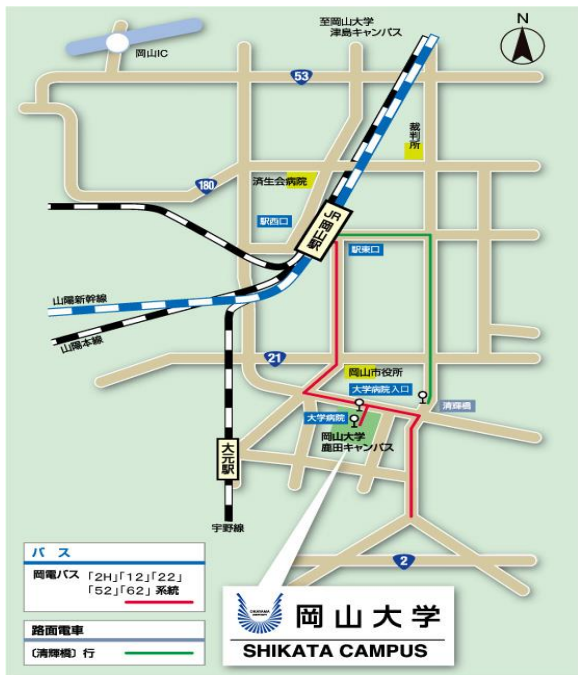 至岡山大学
津島キャンパス
N
岡山IC
53
裁判所
180
済生会病院
駅西口
JR岡山駅
駅東口
山陽新幹線
山陽本線
21
岡山市役所
大学病院入口
清輝橋
大学病院
岡山大学
鹿田キャンパス
大元駅
宇野線
2
バス
岡電バス 「2H」「12」「22」
「52」「62」系統
路面電車
〔清輝橋〕行
OKAYAMA
UNIVERSITY
岡山大学
SHIKATA CAMPUS